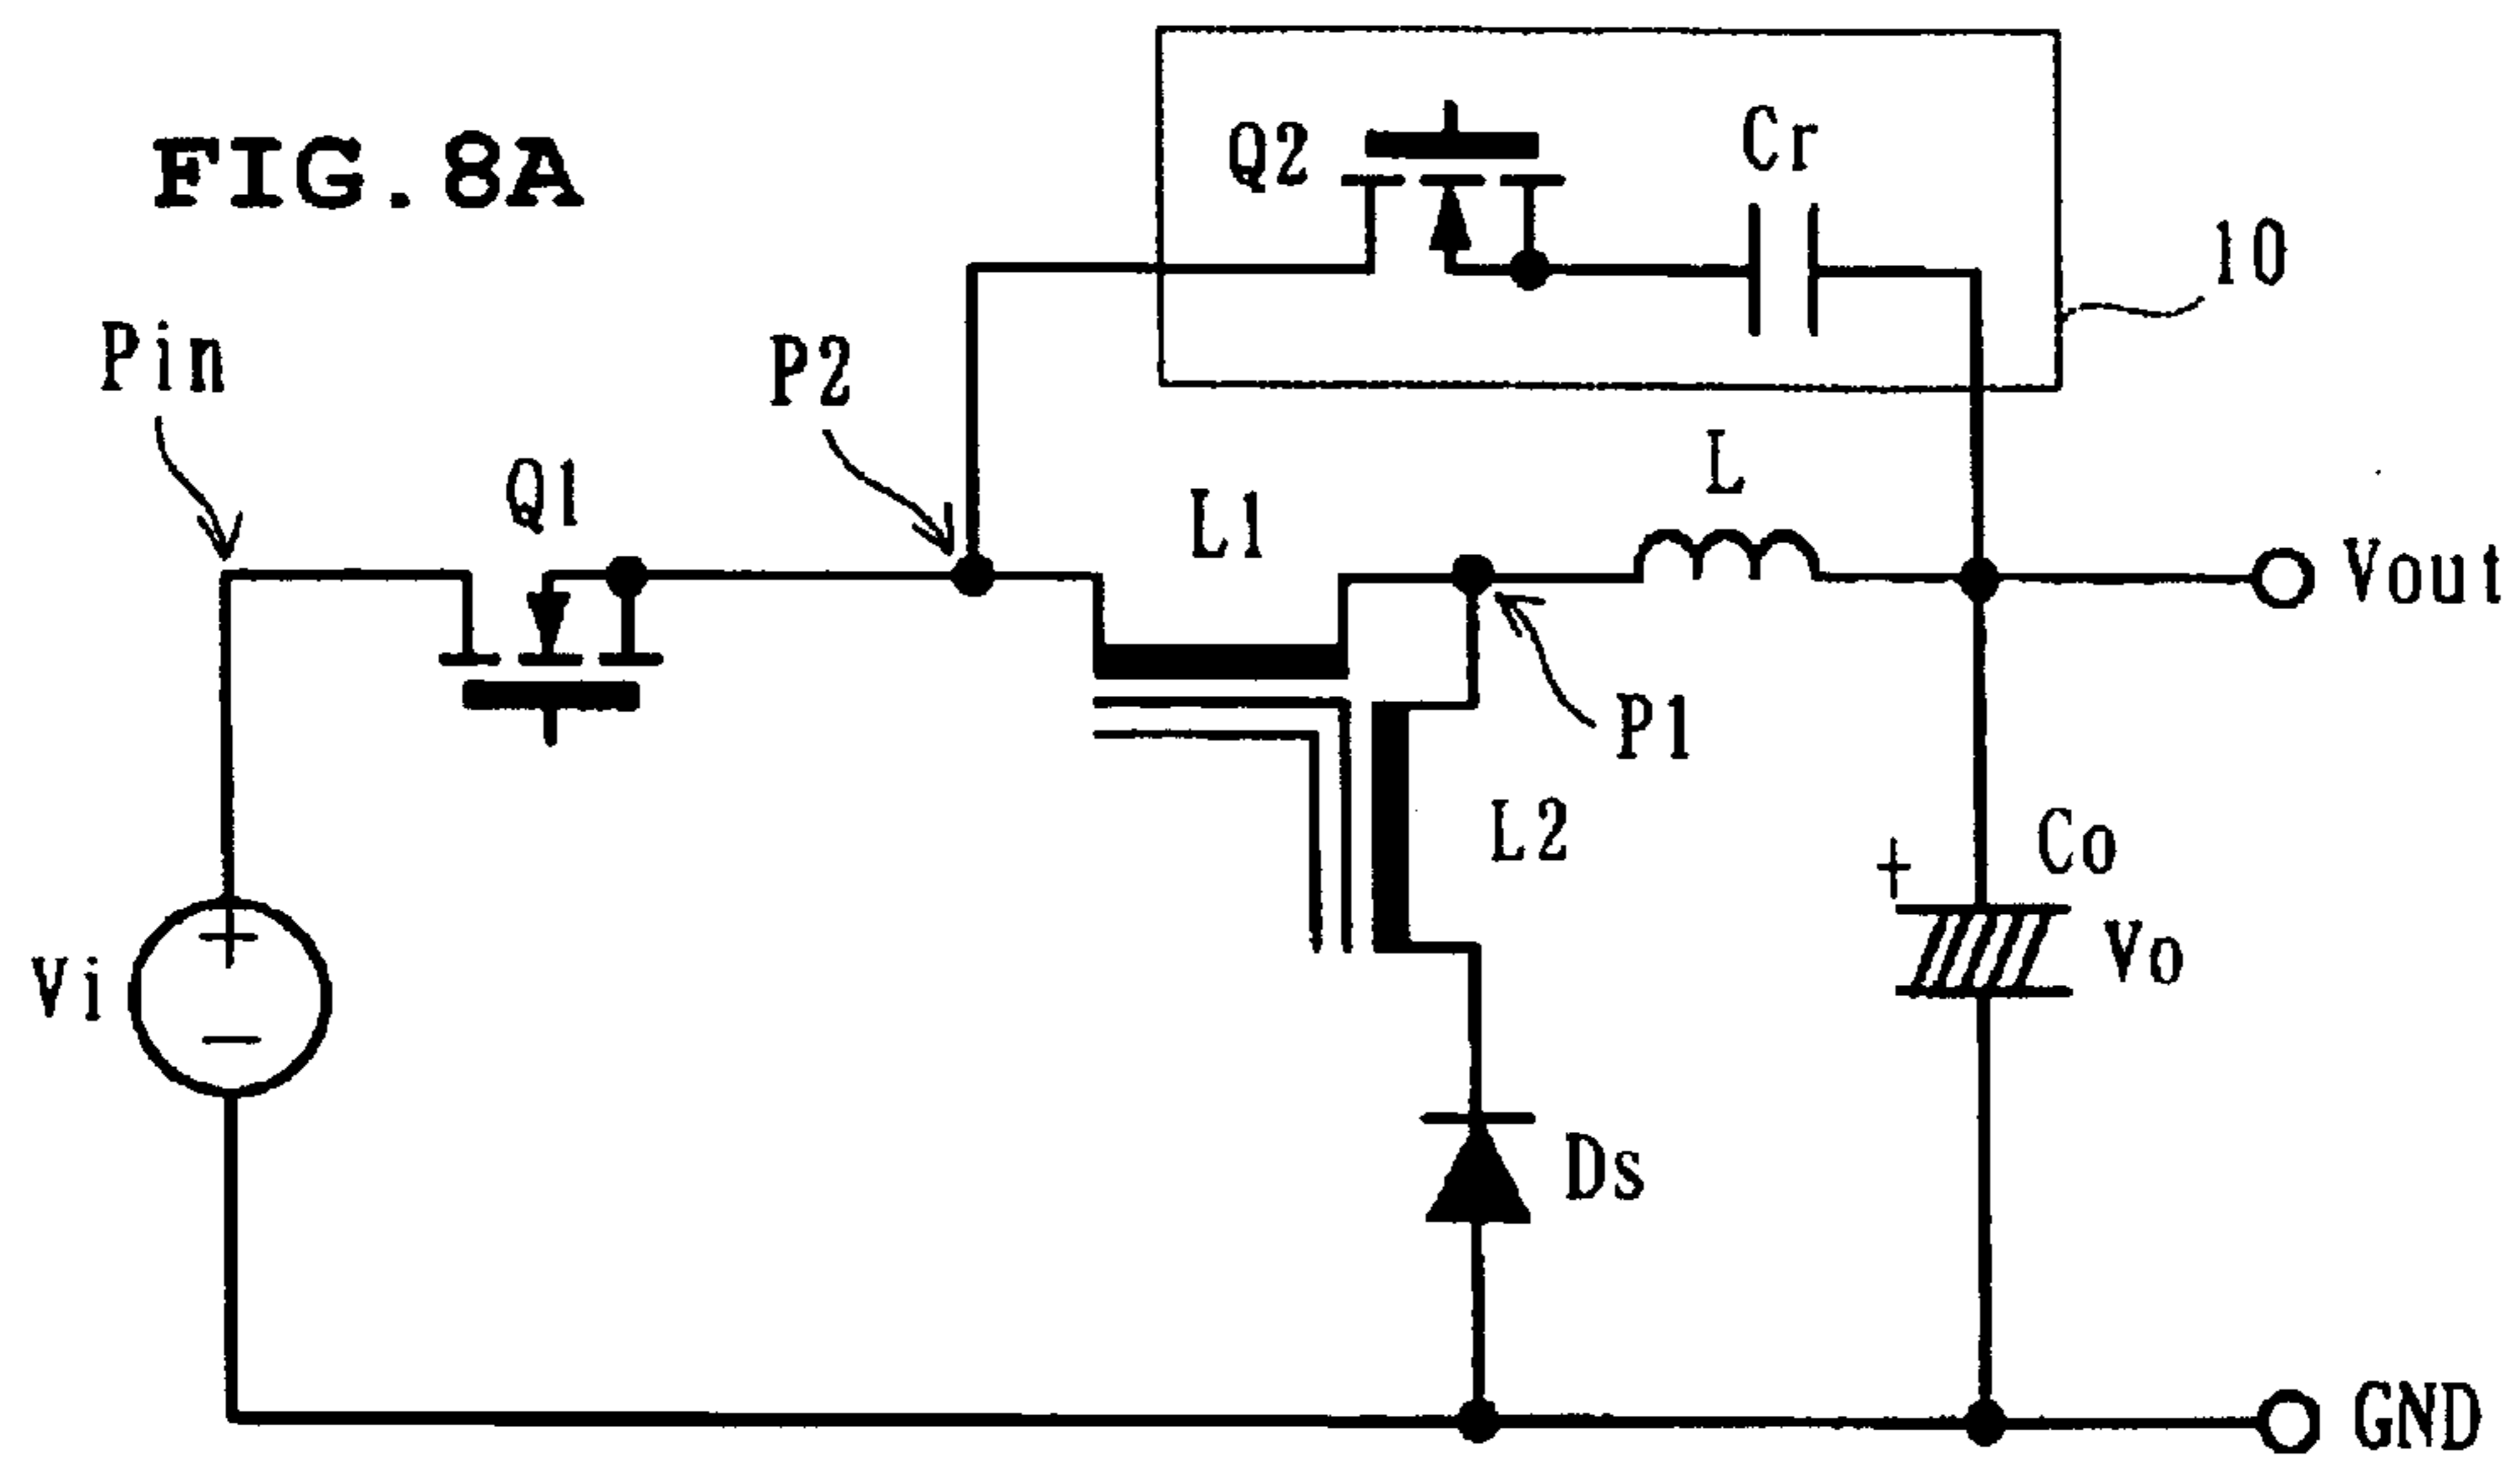 FIG.8A
Q2
Cr
10
Pin
P2
Q1
L1
L
Vout
P1
L2
Co
+
Vo
Vi
+
−
Ds
GND